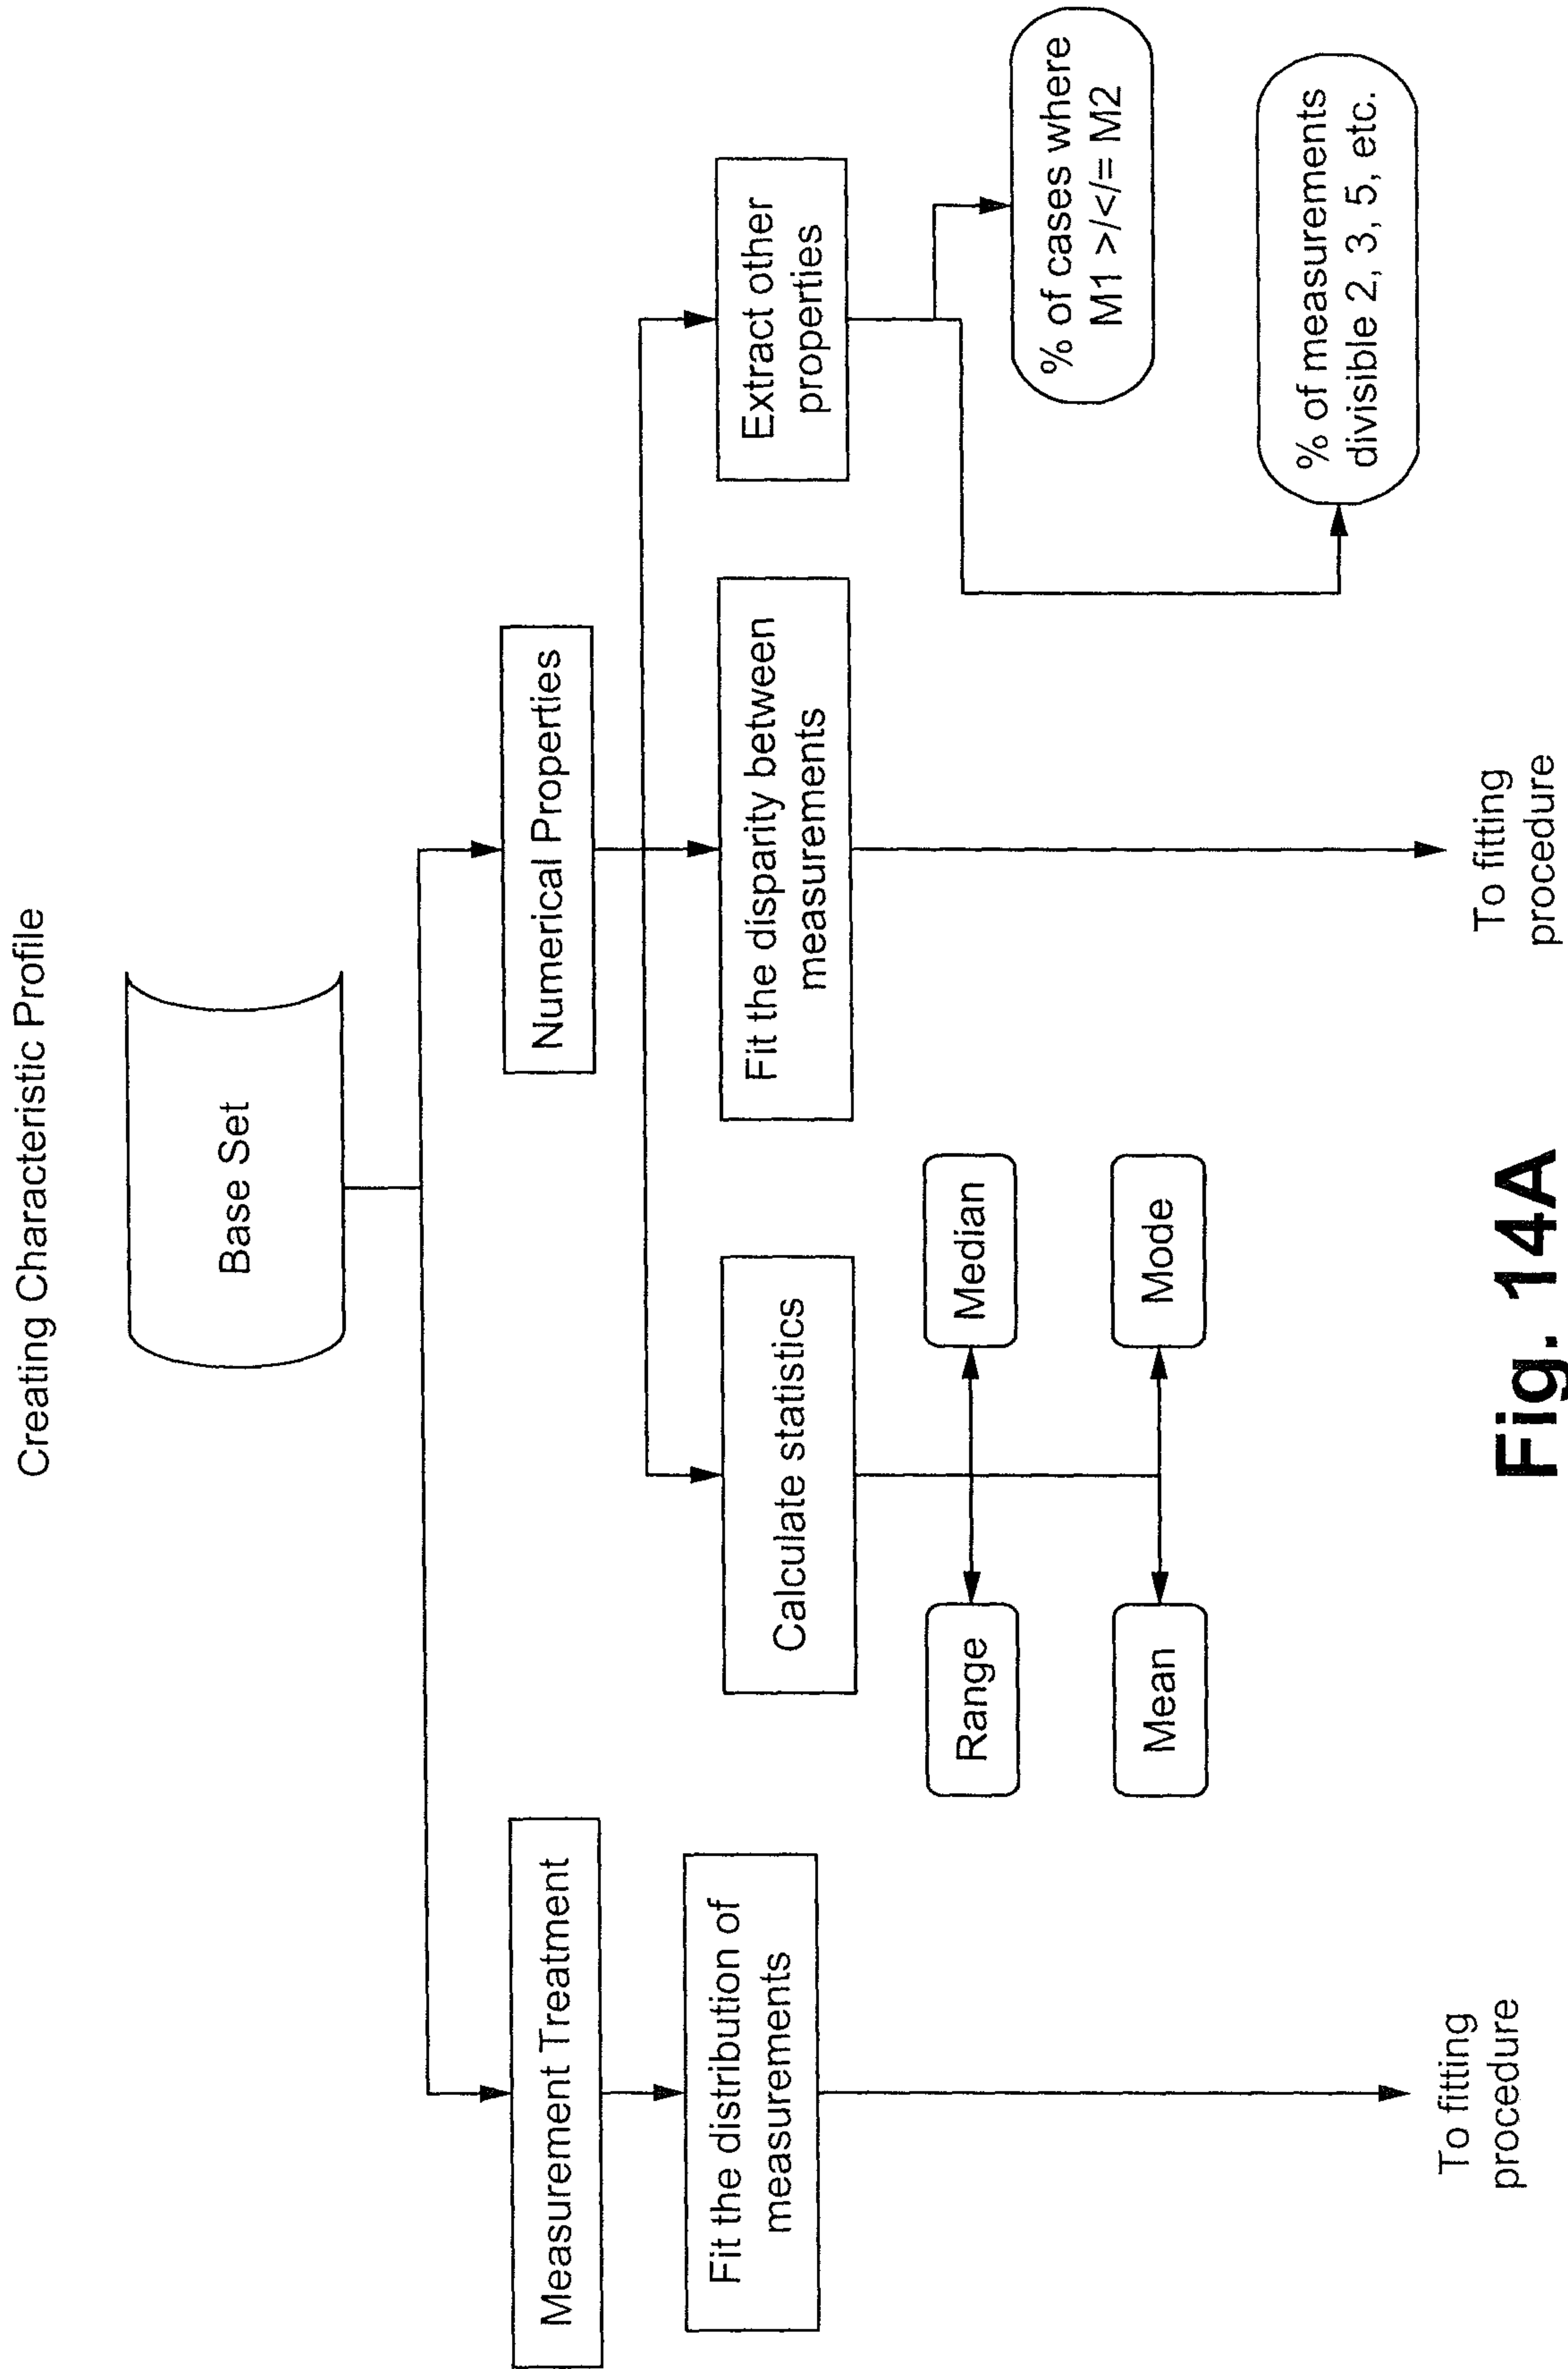 Creating Characteristic Profile
Base Set
Measurement Treatment
Numerical Properties
Fit the distribution of
measurements
Calculate statistics
Fit the disparity between
measurements
Extract other
properties
Range
Median
Mean
Mode
% of cases where
M1 >/</= M2
% of measurements
divisible 2, 3, 5, etc.
To fitting
procedure
To fitting
procedure
Fig. 14A